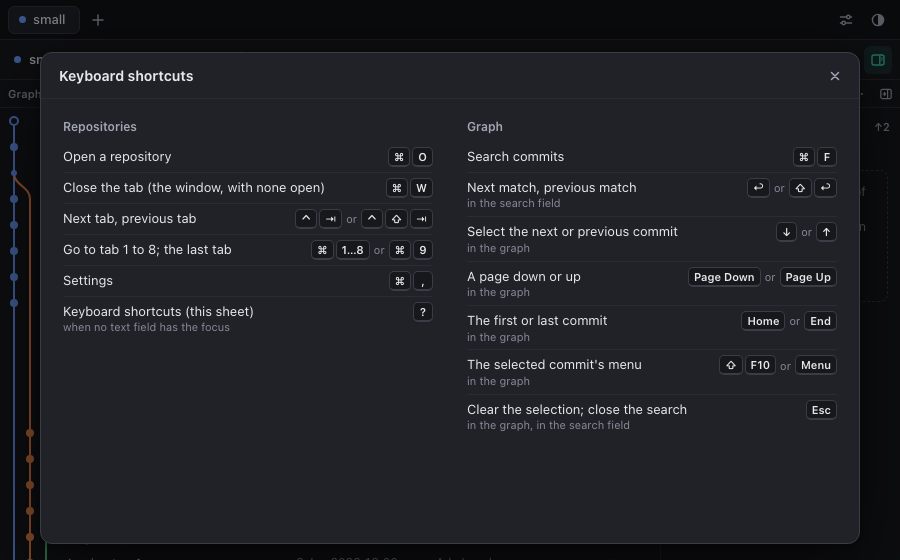 small
Keyboard shortcuts
Graph
↑2
Repositories
Open a repository ⌘ O
Close the tab (the window, with none open) ⌘ W
Next tab, previous tab ⌃ ⇥ or ⌃ ⇧ ⇥
Go to tab 1 to 8; the last tab ⌘ 1…8 or ⌘ 9
Settings ⌘ ,
Keyboard shortcuts (this sheet) ?
when no text field has the focus
Graph
Search commits ⌘ F
Next match, previous match ↩ or ⇧ ↩
in the search field
Select the next or previous commit ↓ or ↑
in the graph
A page down or up Page Down or Page Up
in the graph
The first or last commit Home or End
in the graph
The selected commit's menu ⇧ F10 or Menu
in the graph
Clear the selection; close the search Esc
in the graph, in the search field